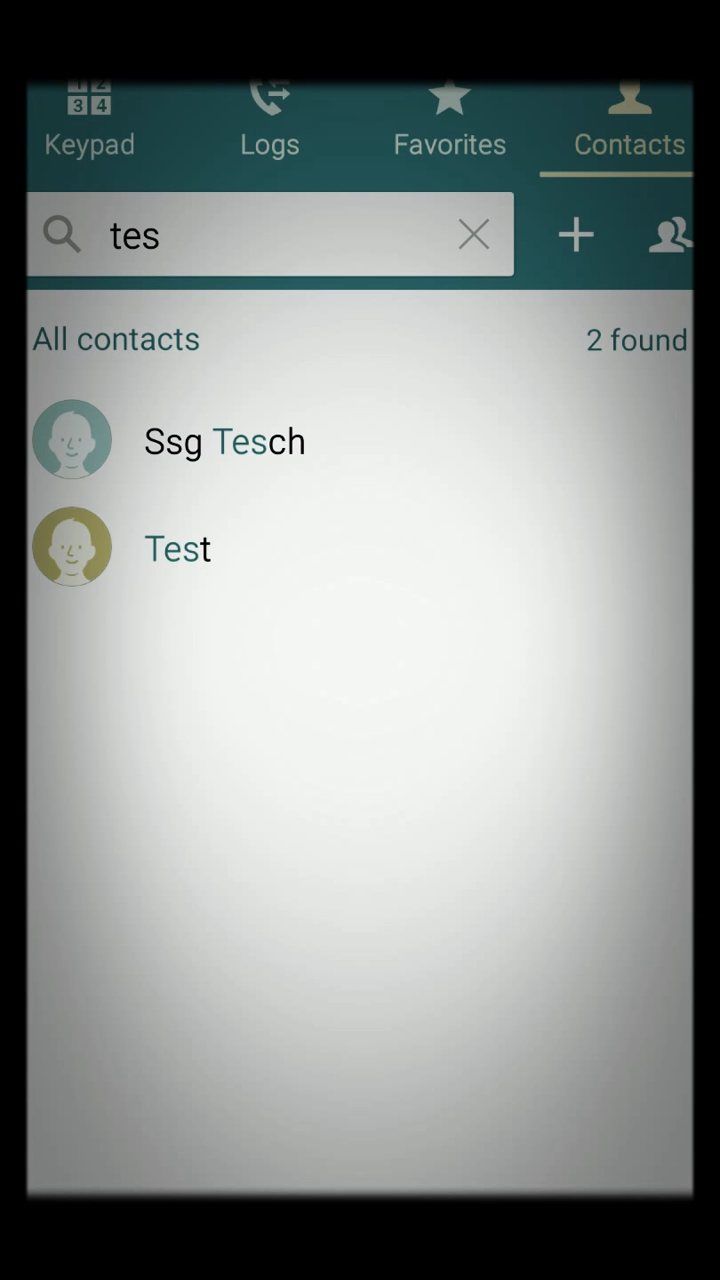 Keypad Logs Favorites Contacts
tes
All contacts 2 found
Ssg Tesch
Test